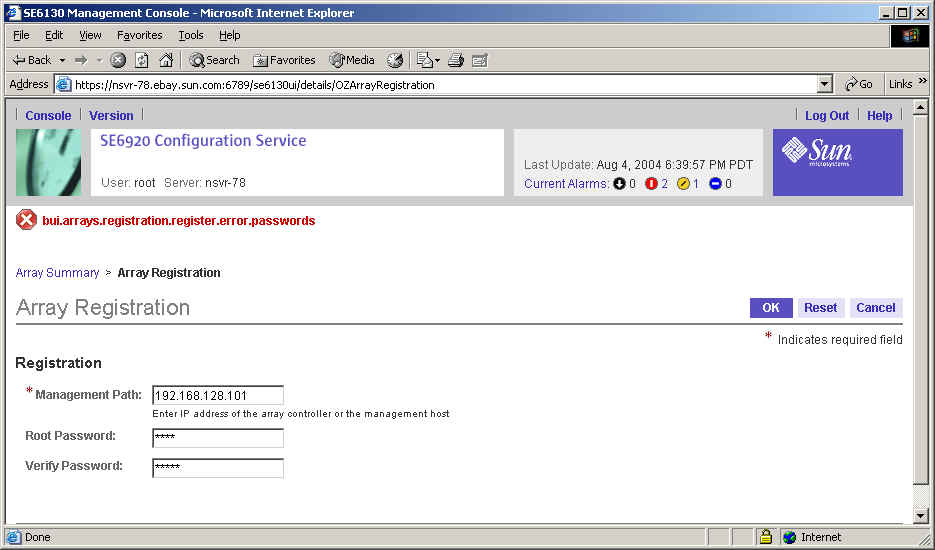 SE6130 Management Console - Microsoft Internet Explorer
File Edit View Favorites Tools Help
Back Search Favorites Media
Address https://nsvr-78.ebay.sun.com:6789/se6130ui/details/OZArrayRegistration Go Links »
Console Version Log Out Help
SE6920 Configuration Service
User: root Server: nsvr-78
Last Update: Aug 4, 2004 6:39:57 PM PDT
Current Alarms: 0 2 1 0
Sun
microsystems
bui.arrays.registration.register.error.passwords
Array Summary > Array Registration
Array Registration OK Reset Cancel
* Indicates required field
Registration
* Management Path: 192.168.128.101
Enter IP address of the array controller or the management host
Root Password: ****
Verify Password: *****
Done Internet